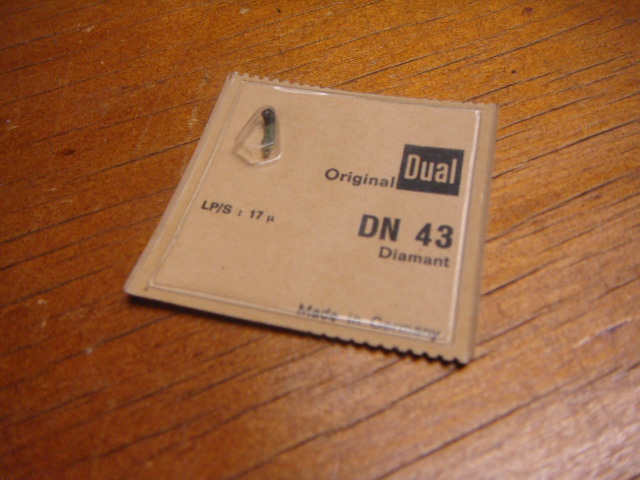 Original Dual
LP/S : 17 µ
DN 43
Diamant
Made in Germany